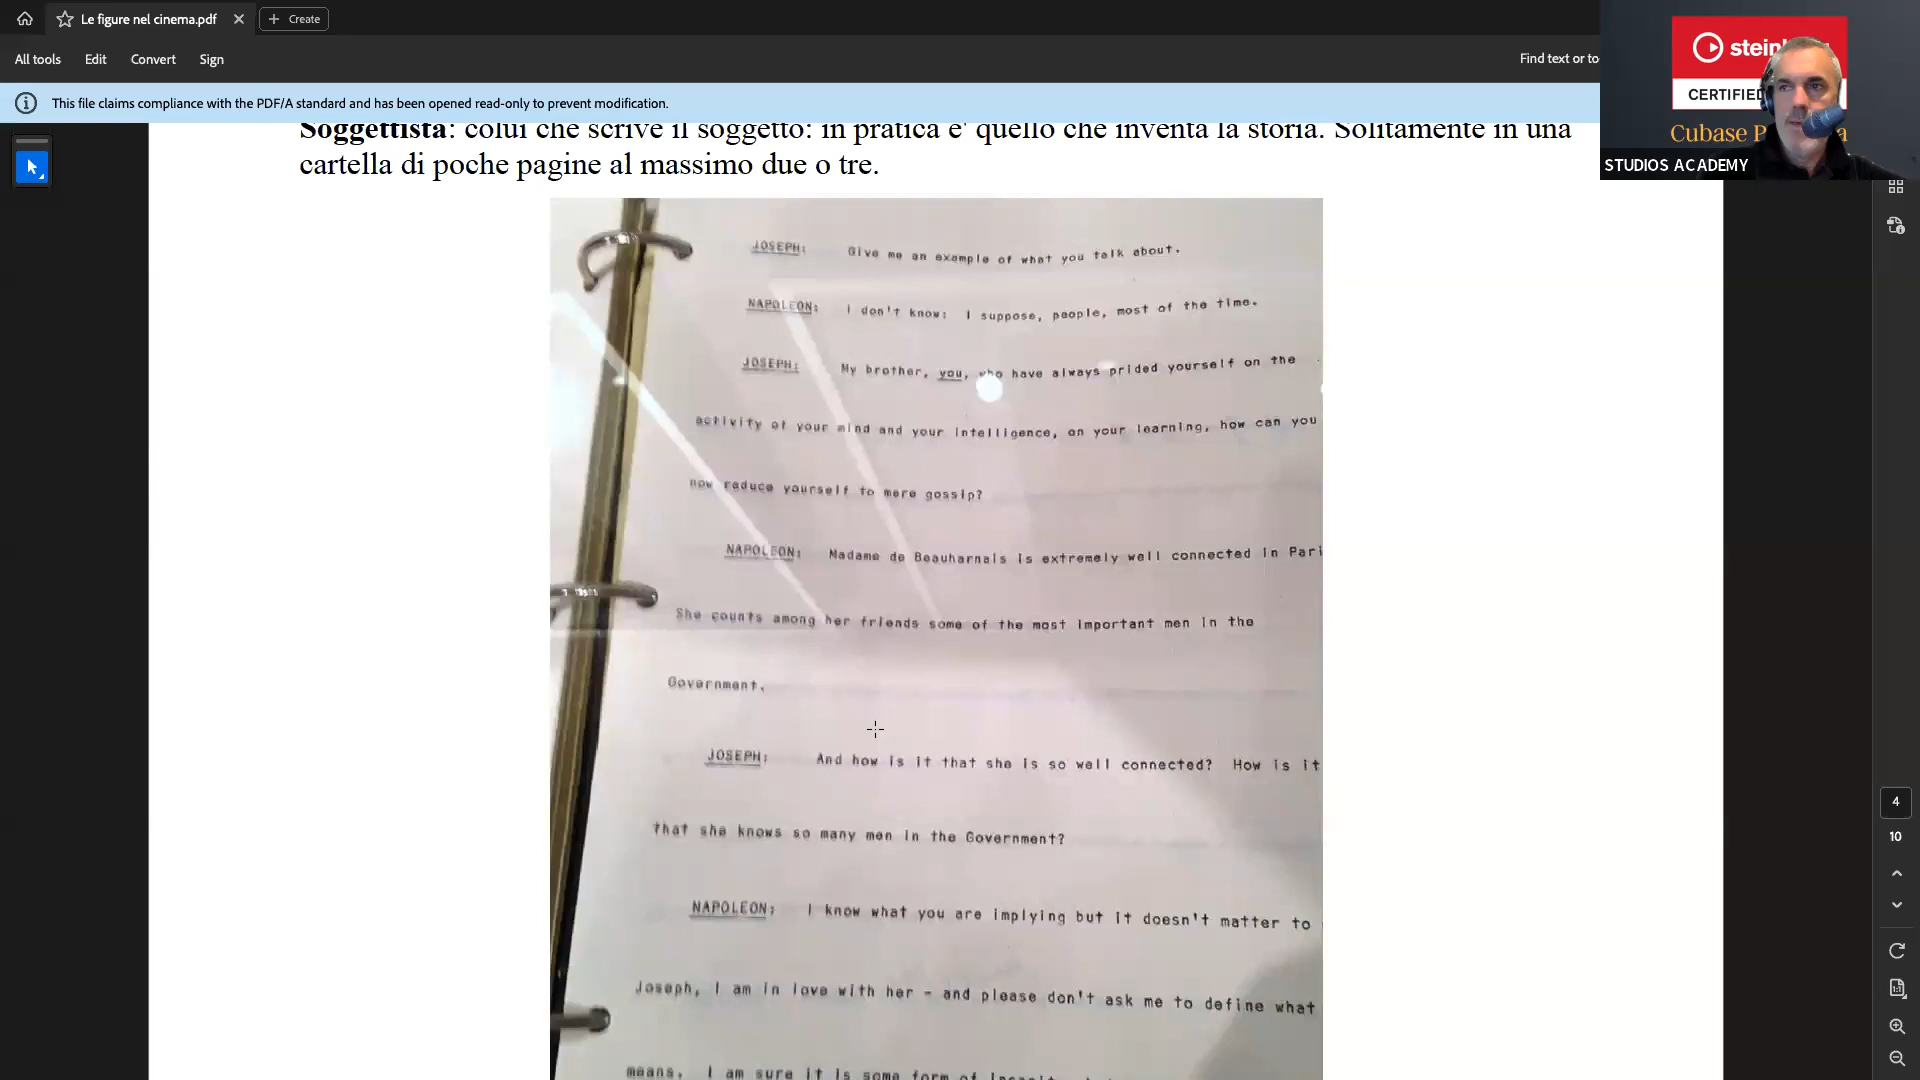 Le figure nel cinema.pdf
Create
All tools Edit Convert Sign
Find text or to
This file claims compliance with the PDF/A standard and has been opened read-only to prevent modification.
CERTIFIED
Cubase P
STUDIOS ACADEMY
Soggettista: colui che scrive il soggetto: in pratica e' quello che inventa la storia. Solitamente in una
cartella di poche pagine al massimo due o tre.
JOSEPH: Give me an example of what you talk about.
NAPOLEON: I don't know: I suppose, people, most of the time.
JOSEPH: My brother, you, who have always prided yourself on the
activity of your mind and your intelligence, on your learning, how can you
now reduce yourself to mere gossip?
NAPOLEON: Madame de Beauharnais is extremely well connected in Pari
She counts among her friends some of the most important men in the
Government.
JOSEPH: And how is it that she is so well connected? How is it
that she knows so many men in the Government?
NAPOLEON: I know what you are implying but it doesn't matter to
Joseph, I am in love with her - and please don't ask me to define what
means. I am sure it is some form of
4
10